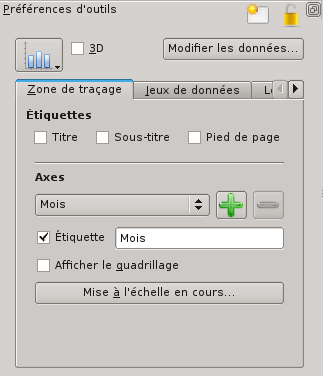 Préférences d'outils
3D
Modifier les données...
Zone de traçage
Jeux de données
Étiquettes
Titre
Sous-titre
Pied de page
Axes
Mois
Étiquette
Mois
Afficher le quadrillage
Mise à l'échelle en cours...